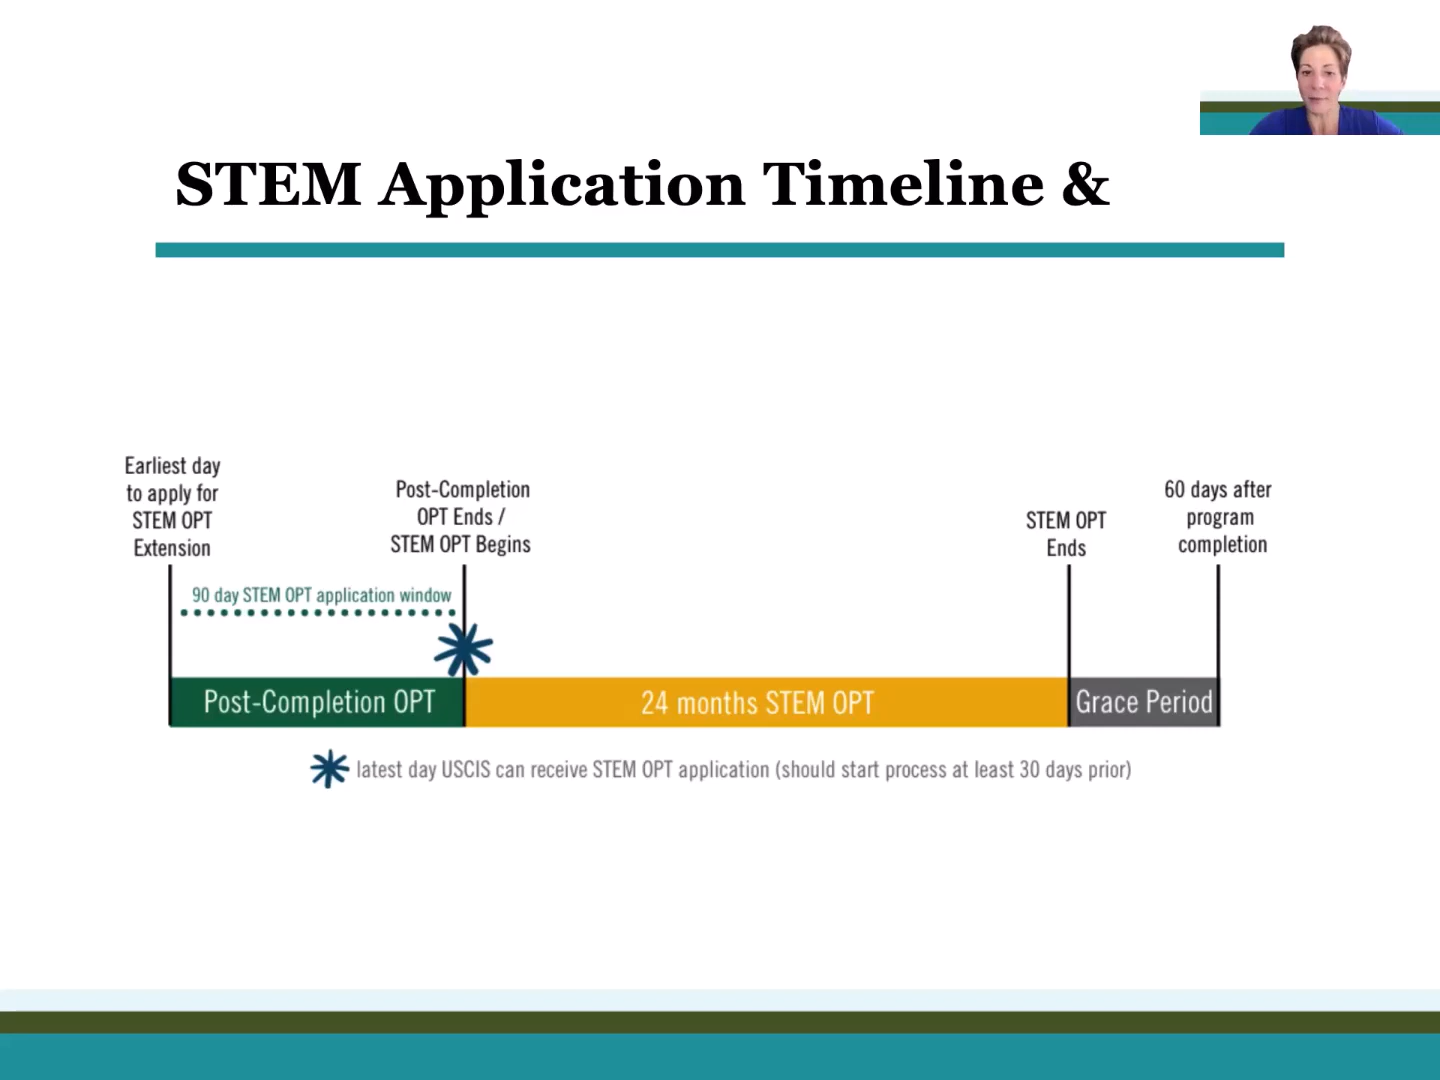 STEM Application Timeline &
Earliest day
to apply for
STEM OPT
Extension
Post-Completion
OPT Ends /
STEM OPT Begins
STEM OPT
Ends
60 days after
program
completion
90 day STEM OPT application window
Post-Completion OPT
24 months STEM OPT
Grace Period
latest day USCIS can receive STEM OPT application (should start process at least 30 days prior)